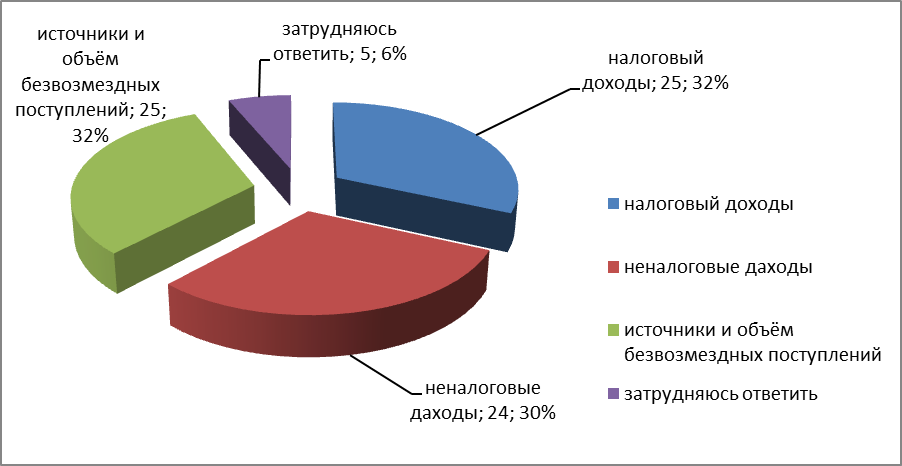 источники и
объём
безвозмездных
поступлений; 25;
32%
затрудняюсь
ответить; 5; 6%
налоговый
доходы; 25; 32%
неналоговые
даходы; 24; 30%
налоговый доходы
неналоговые даходы
источники и объём
безвозмездных поступлений
затрудняюсь ответить